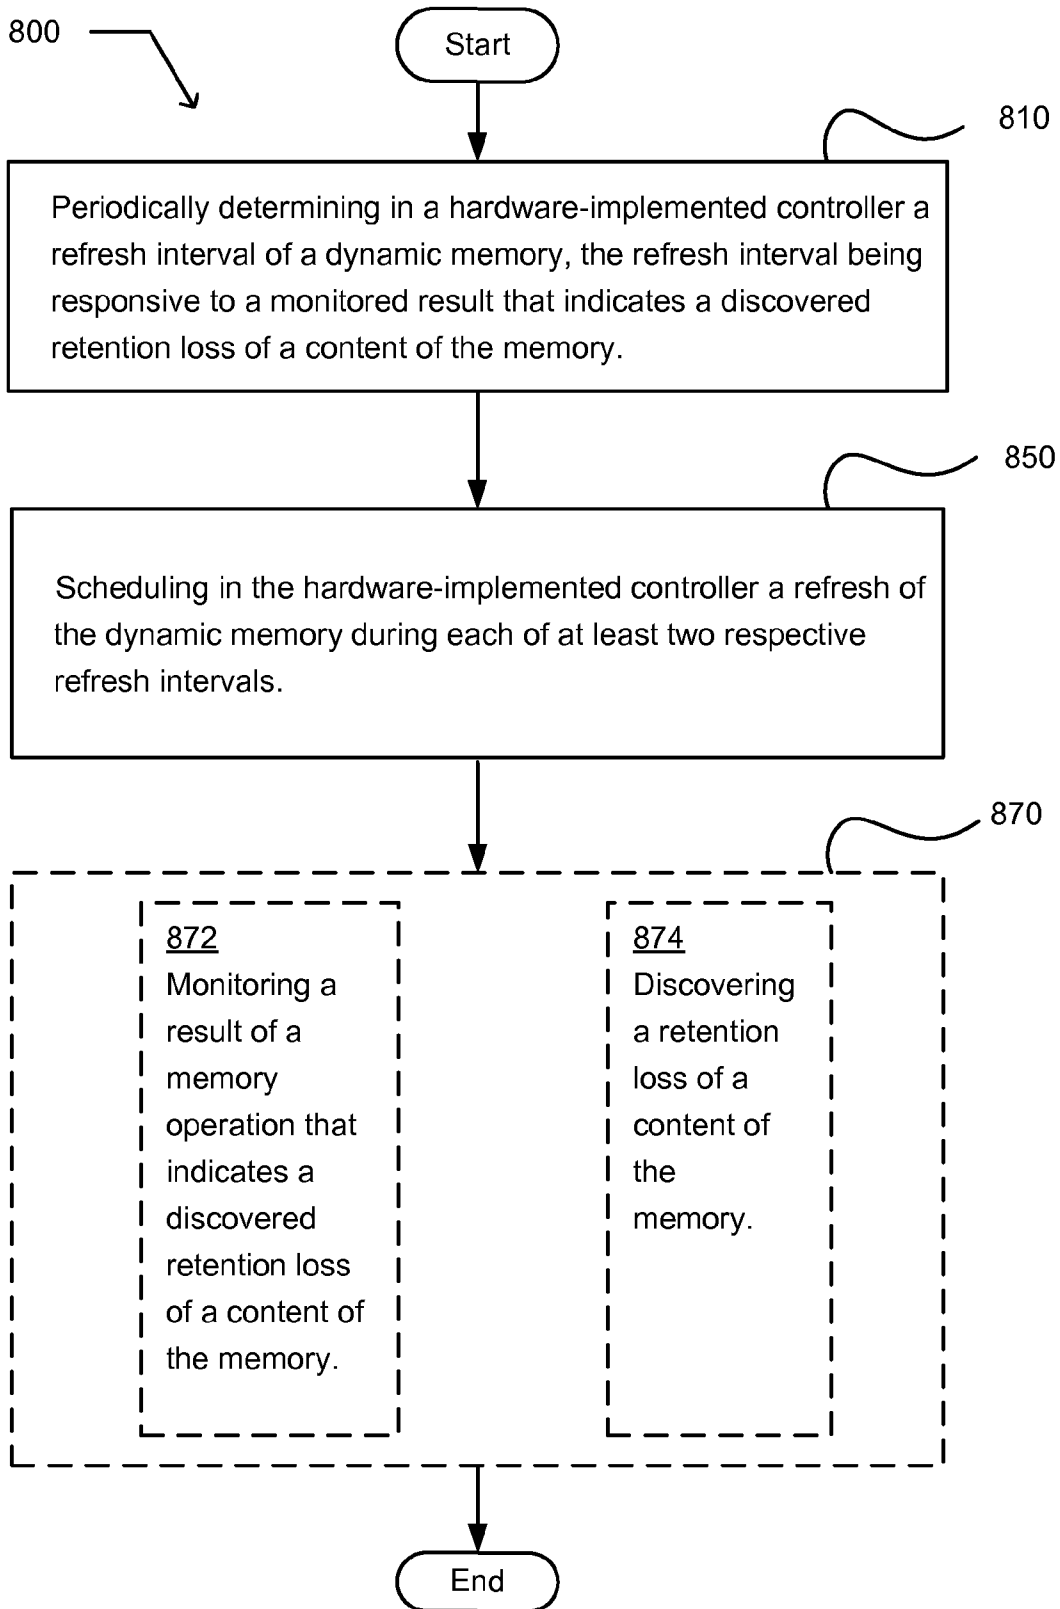 800
Start
810
Periodically determining in a hardware-implemented controller a
refresh interval of a dynamic memory, the refresh interval being
responsive to a monitored result that indicates a discovered
retention loss of a content of the memory.
850
Scheduling in the hardware-implemented controller a refresh of
the dynamic memory during each of at least two respective
refresh intervals.
870
872
Monitoring a
result of a
memory
operation that
indicates a
discovered
retention loss
of a content of
the memory.
874
Discovering
a retention
loss of a
content of
the
memory.
End